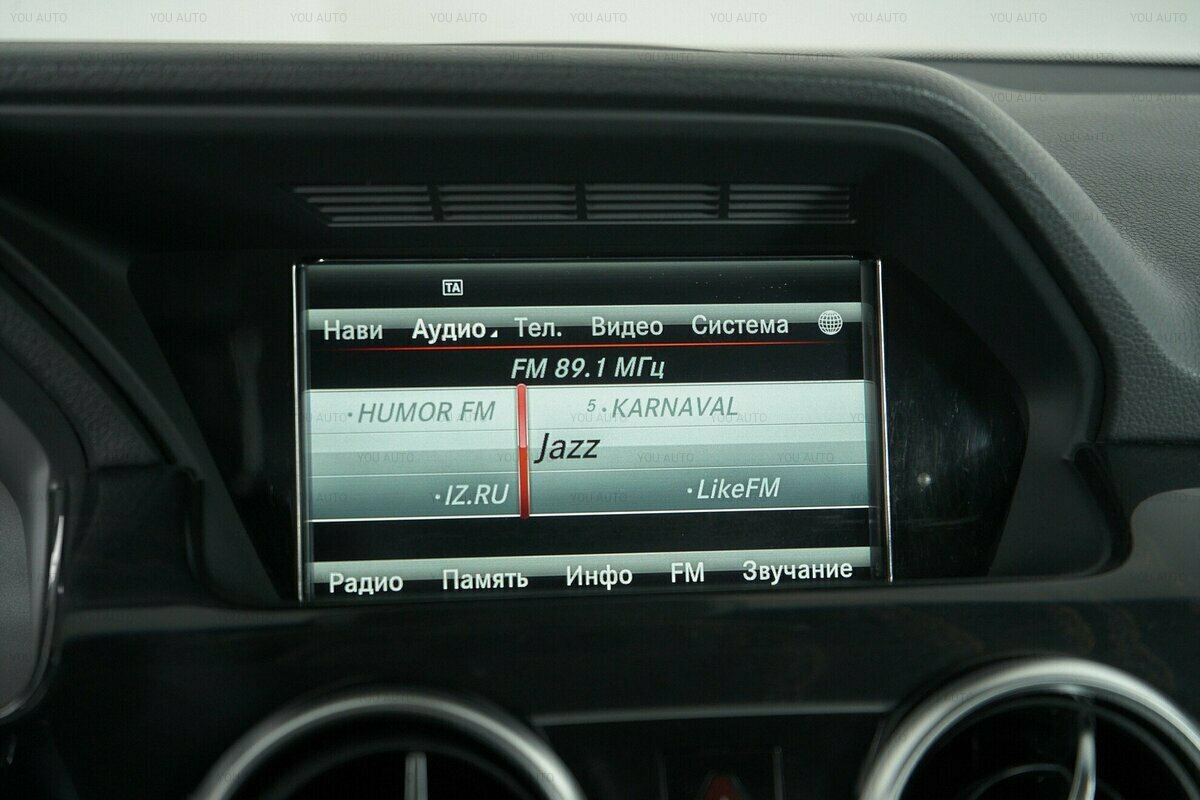 YOU AUTO
TA
Нави Аудио Тел. Видео Система
FM 89.1 МГц
·HUMOR FM 5·KARNAVAL
Jazz
·IZ.RU ·LikeFM
Радио Память Инфо FM Звучание